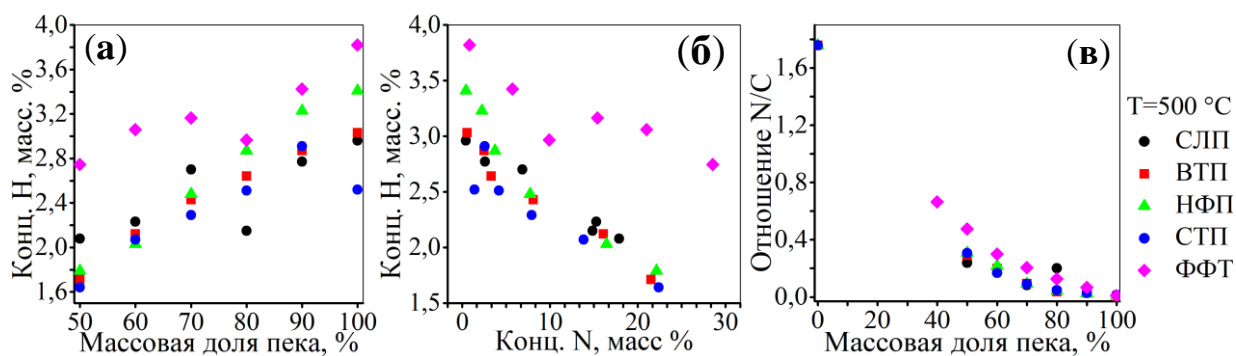 (а)
Конц. H, масс. %
4,0
3,6
3,2
2,8
2,4
2,0
1,6
50 60 70 80 90 100
Массовая доля пека, %
(б)
Конц. H, масс. %
4,0
3,5
3,0
2,5
2,0
1,5
0 10 20 30
Конц. N, масс %
(в)
Отношение N/C
1,6
1,2
0,8
0,4
0,0
0 20 40 60 80 100
Массовая доля пека, %
T=500 °C
СЛП
ВТП
НФП
СТП
ФФТ